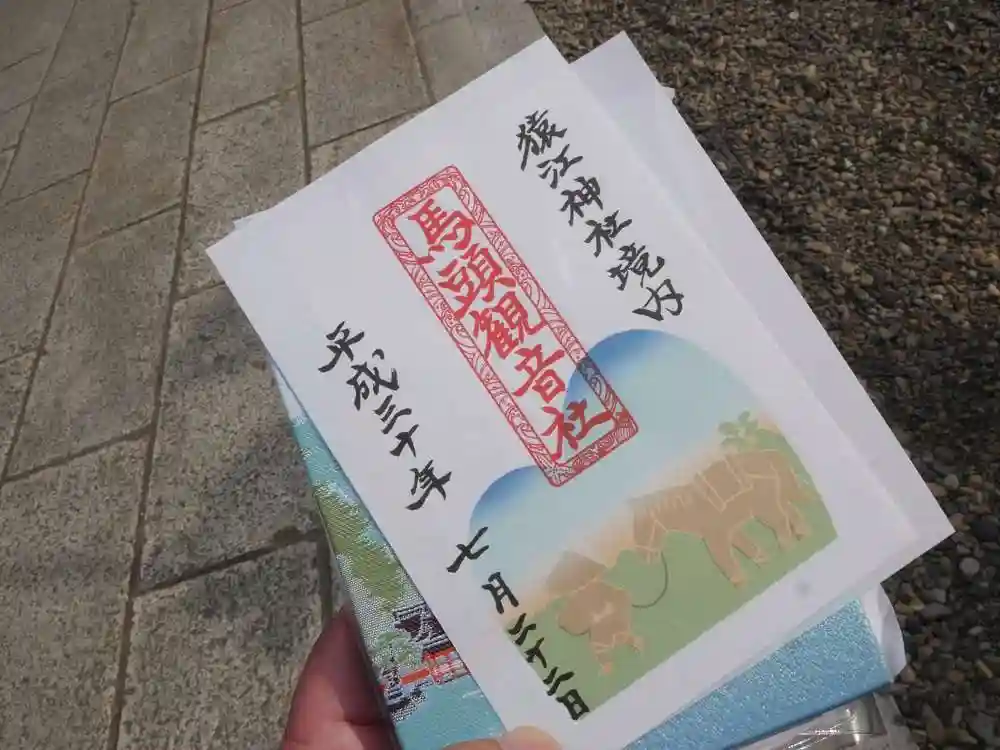 猿江神社境内
馬頭観音社
平成三十年
七月二十二日